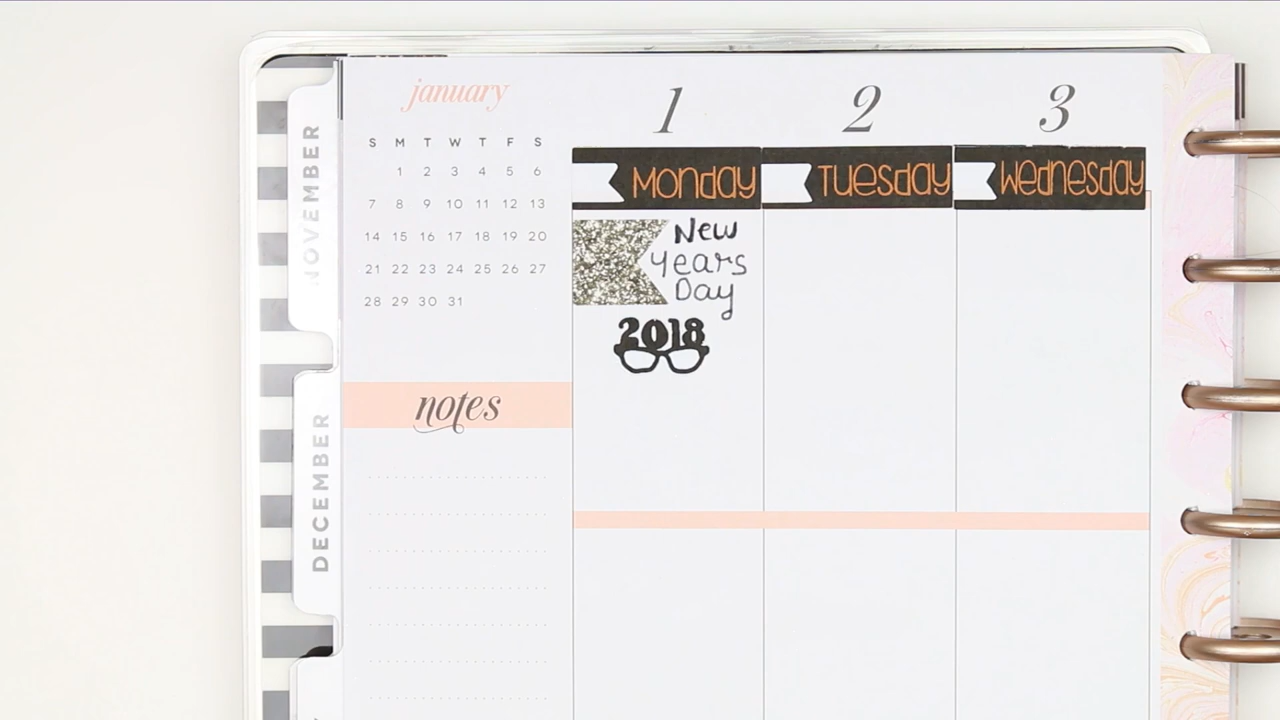 january
S M T W T F S
1 2 3 4 5 6
7 8 9 10 11 12 13
14 15 16 17 18 19 20
21 22 23 24 25 26 27
28 29 30 31
notes
NOVEMBER
DECEMBER
1 2 3
Monday Tuesday Wednesday
New
Years
Day
2018